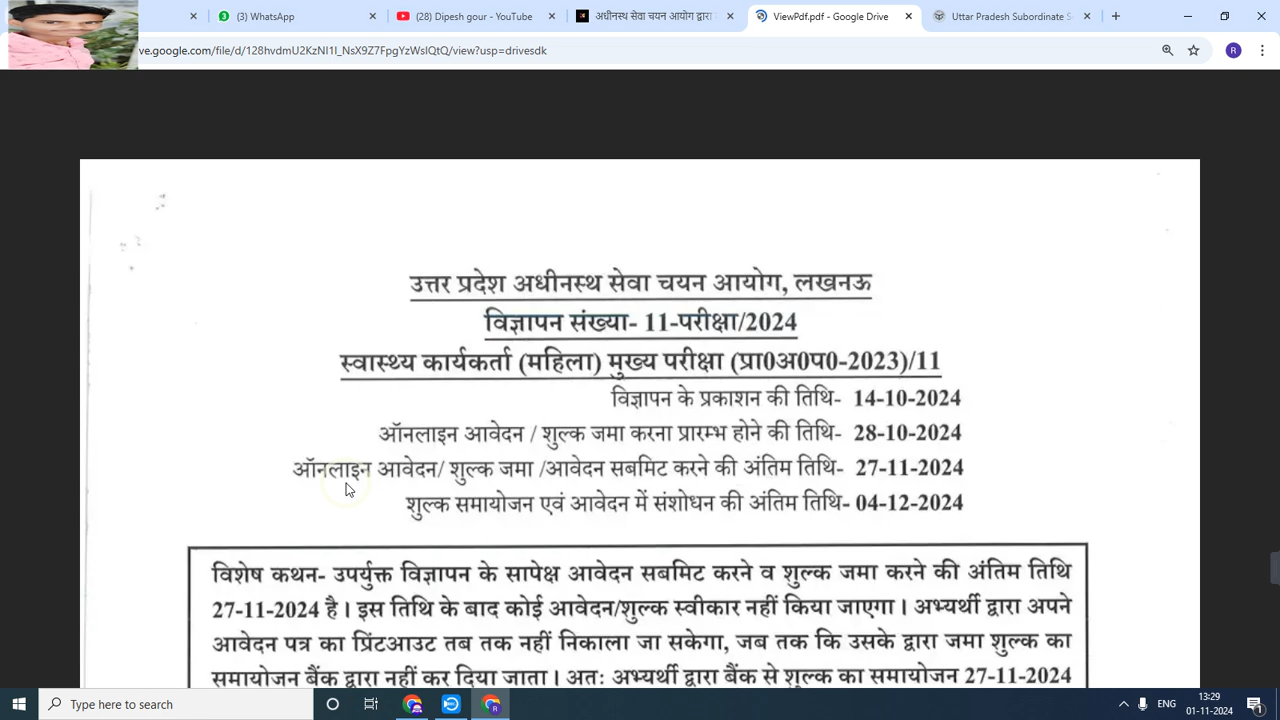 (3) WhatsApp
(28) dipesh gour - YouTube
अधीनस्थ सेवा चयन आयोग द्वारा
ViewPdf.pdf - Google Drive
Uttar Pradesh Subordinate Se
ve.google.com/file/d/128hvdmU2KzNI1I_NsX9Z7FpgYzWsIQtQ/view?usp=drivesdk
R
उत्तर प्रदेश अधीनस्थ सेवा चयन आयोग, लखनऊ
विज्ञापन संख्या- 11-परीक्षा/2024
स्वास्थ्य कार्यकर्ता (महिला) मुख्य परीक्षा (प्रा0अ0प0-2023)/11
विज्ञापन के प्रकाशन की तिथि- 14-10-2024
ऑनलाइन आवेदन / शुल्क जमा करना प्रारम्भ होने की तिथि- 28-10-2024
ऑनलाइन आवेदन/ शुल्क जमा /आवेदन सबमिट करने की अंतिम तिथि- 27-11-2024
शुल्क समायोजन एवं आवेदन में संशोधन की अंतिम तिथि- 04-12-2024
विशेष कथन- उपर्युक्त विज्ञापन के सापेक्ष आवेदन सबमिट करने व शुल्क जमा करने की अंतिम तिथि
27-11-2024 है। इस तिथि के बाद कोई आवेदन/शुल्क स्वीकार नहीं किया जाएगा। अभ्यर्थी द्वारा अपने
आवेदन पत्र का प्रिंटआउट तब तक नहीं निकाला जा सकेगा, जब तक कि उसके द्वारा जमा शुल्क का
समायोजन बैंक द्वारा नहीं कर दिया जाता। अतः अभ्यर्थी द्वारा बैंक से शुल्क का समायोजन 27-11-2024
Type here to search
ENG
13:29
01-11-2024